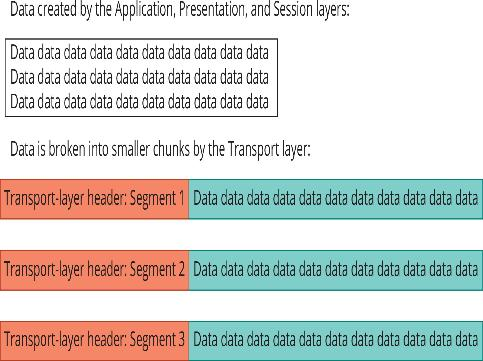 Data created by the Application, Presentation, and Session layers:
Data data data data data data data data data data
Data data data data data data data data data data
Data data data data data data data data data data
Data is broken into smaller chunks by the Transport layer:
Transport-layer header: Segment 1 Data data data data data data data data data data data
Transport-layer header: Segment 2 Data data data data data data data data data data data
Transport-layer header: Segment 3 Data data data data data data data data data data data